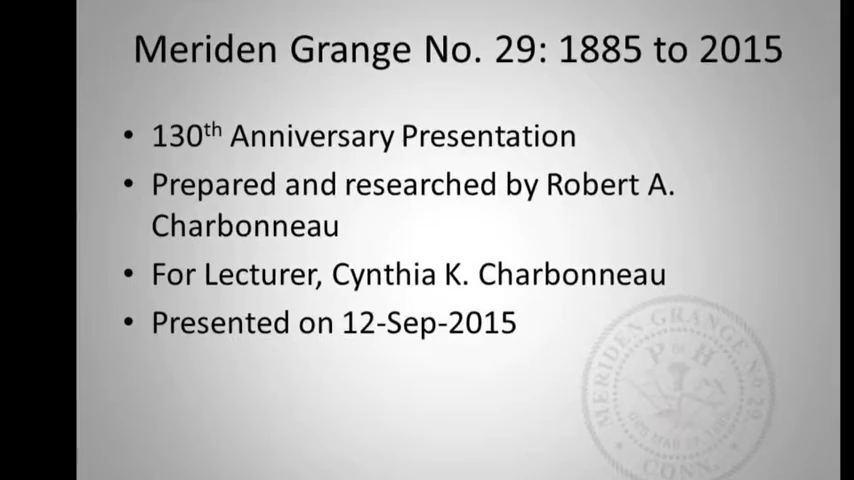 Meriden Grange No. 29: 1885 to 2015
• 130th Anniversary Presentation
• Prepared and researched by Robert A.
Charbonneau
• For Lecturer, Cynthia K. Charbonneau
• Presented on 12-Sep-2015
MERIDEN GRANGE No. 29.
P of H
CONN.